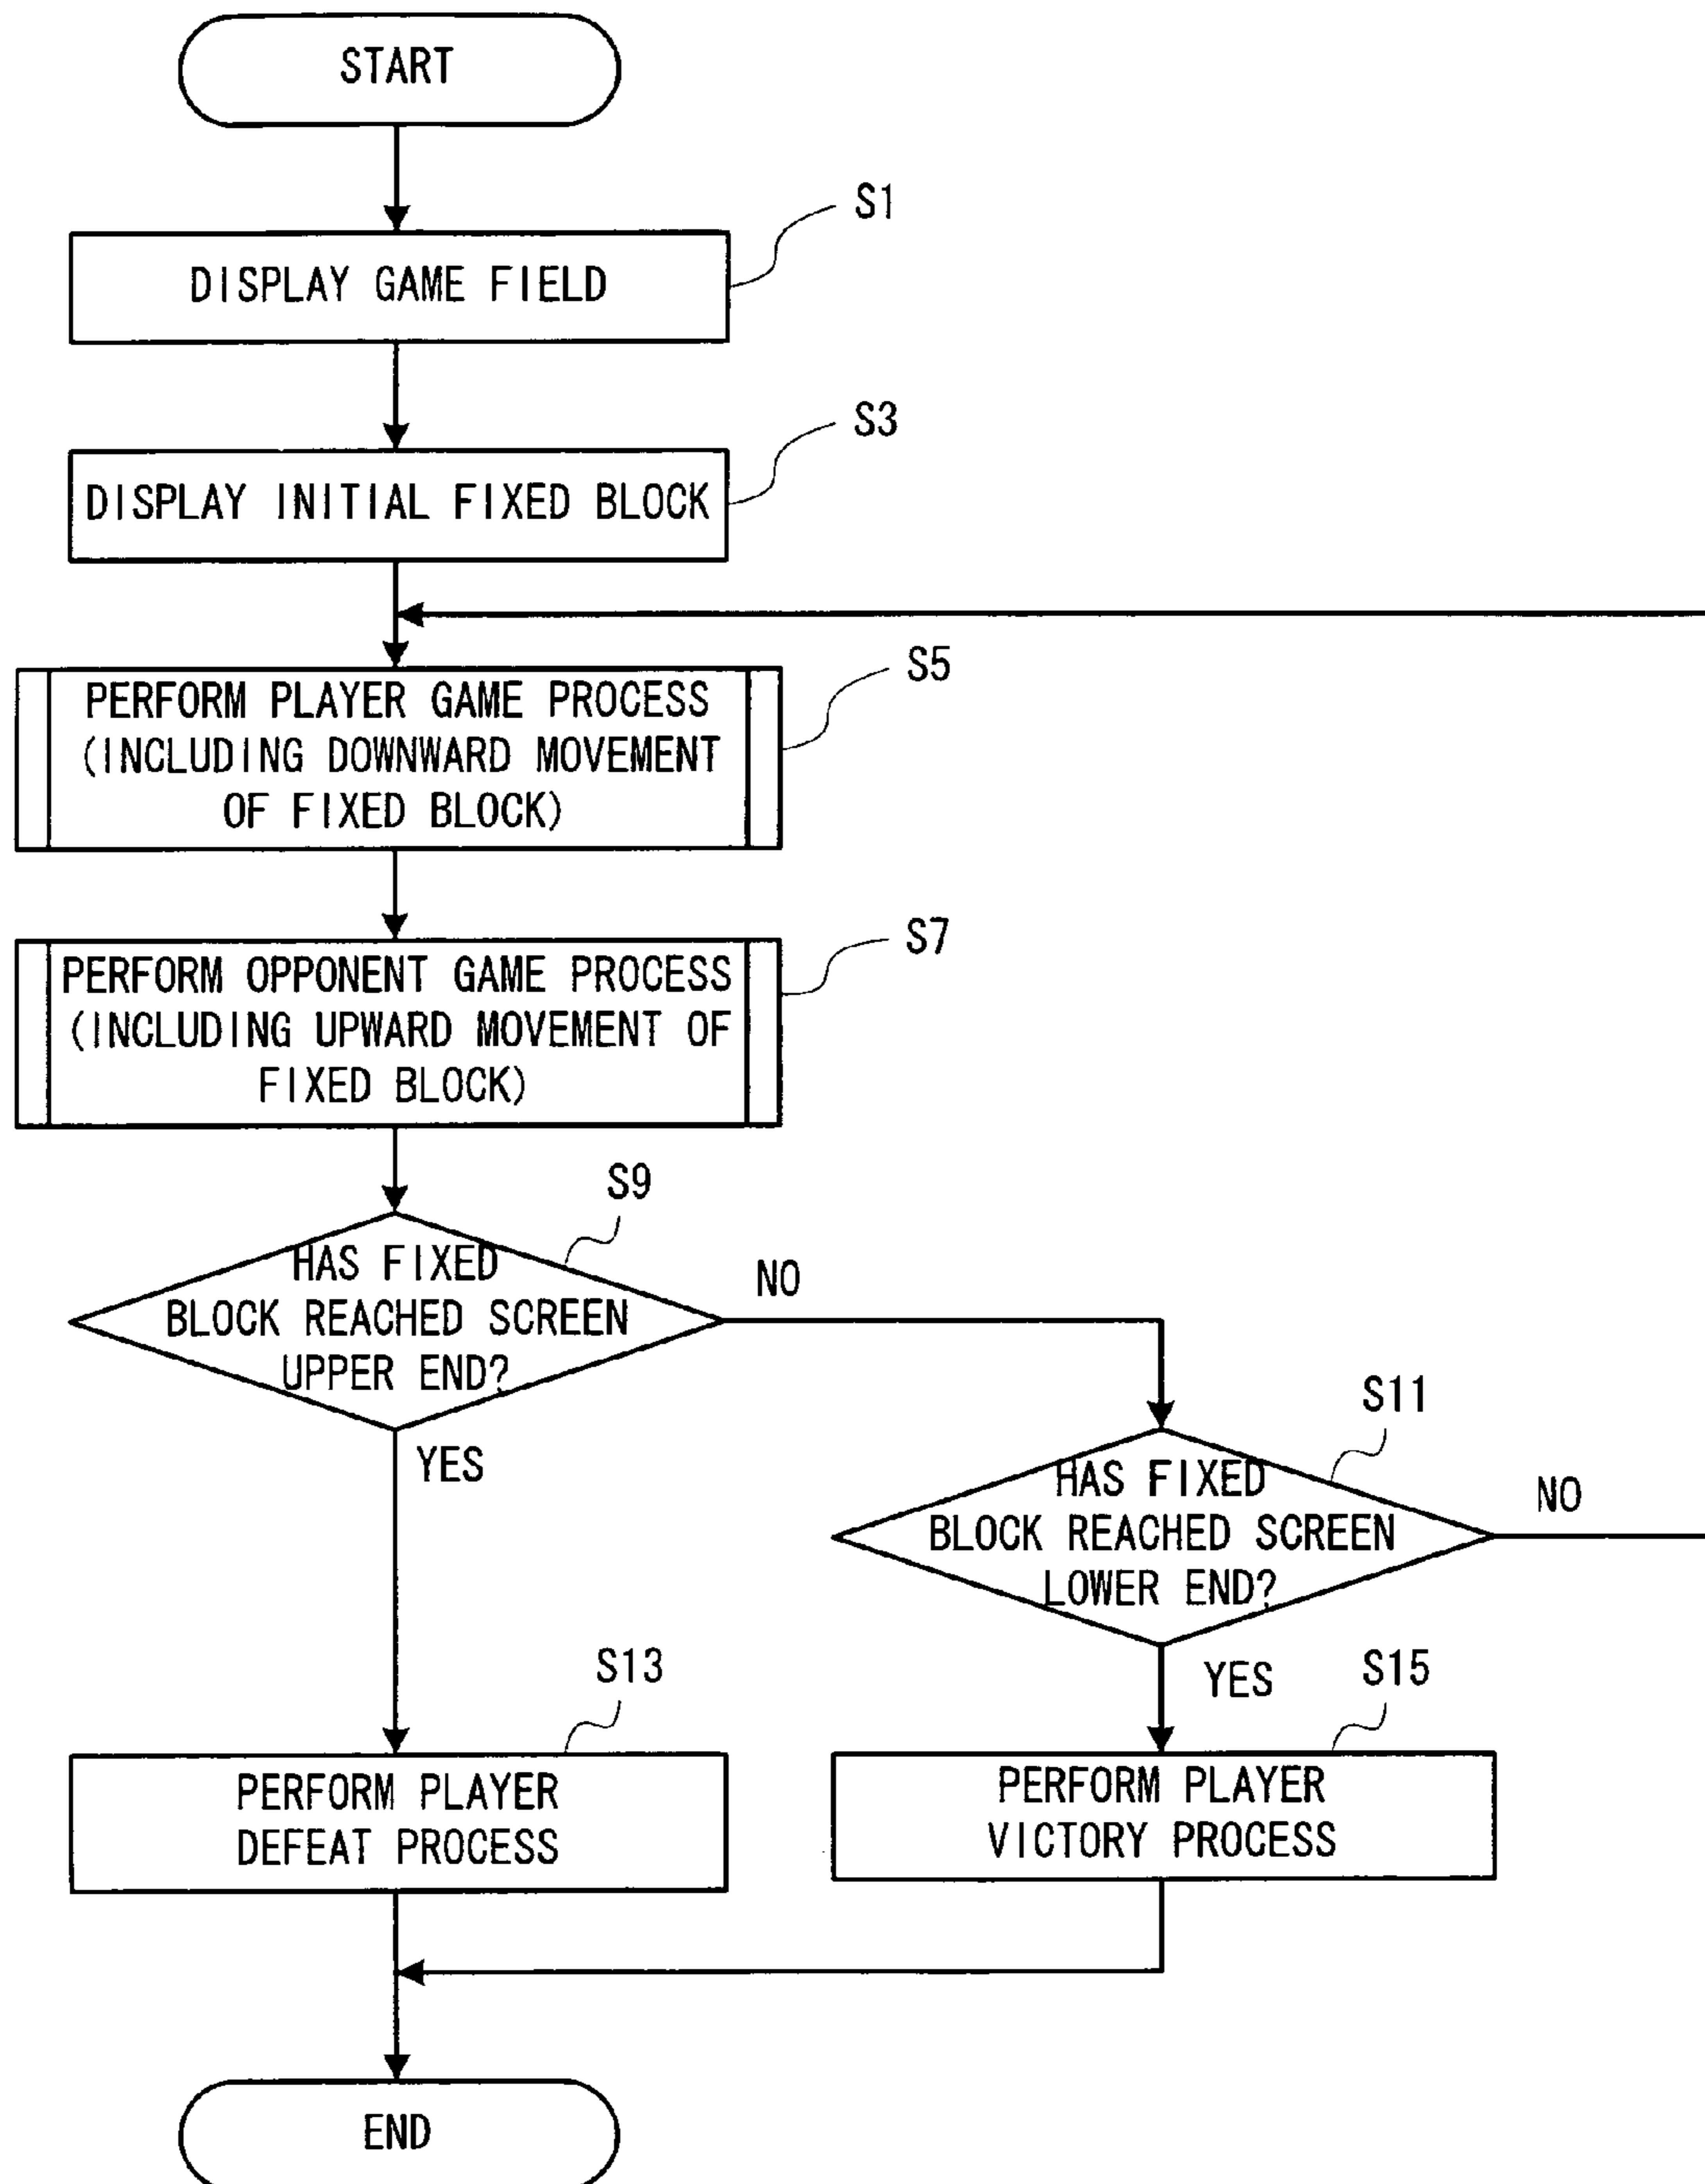 START
S1
DISPLAY GAME FIELD
S3
DISPLAY INITIAL FIXED BLOCK
S5
PERFORM PLAYER GAME PROCESS
(INCLUDING DOWNWARD MOVEMENT
OF FIXED BLOCK)
S7
PERFORM OPPONENT GAME PROCESS
(INCLUDING UPWARD MOVEMENT OF
FIXED BLOCK)
S9
HAS FIXED
BLOCK REACHED SCREEN
UPPER END?
NO
YES
S11
HAS FIXED
BLOCK REACHED SCREEN
LOWER END?
NO
YES
S13
PERFORM PLAYER
DEFEAT PROCESS
S15
PERFORM PLAYER
VICTORY PROCESS
END